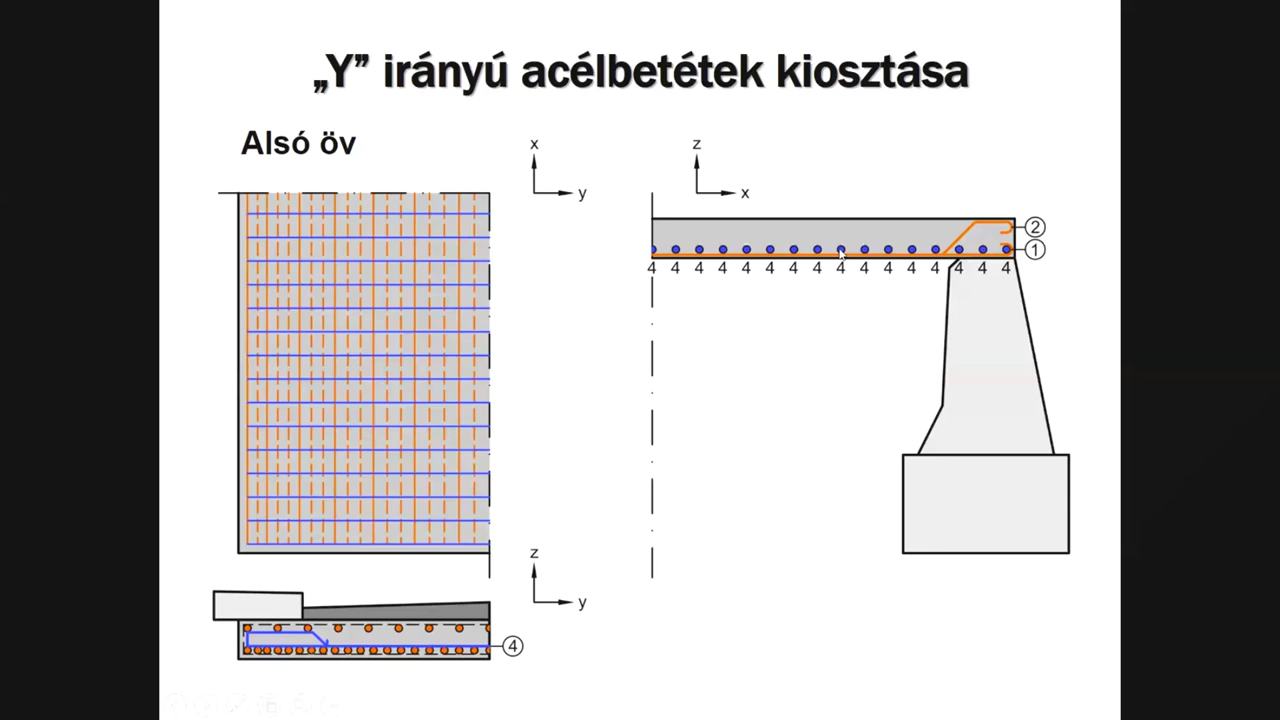 „Y” irányú acélbetétek kiosztása
Alsó öv
x
y
z
x
2
1
4 4 4 4 4 4 4 4 4 4 4 4 4 4 4 4
z
y
4